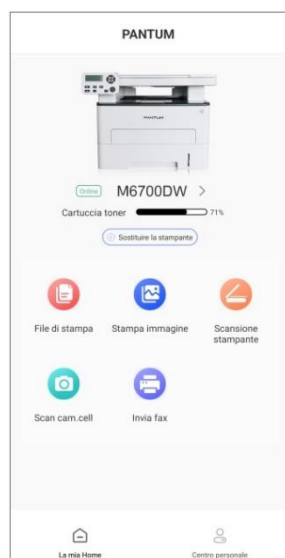 PANTUM
PANTUM
Online M6700DW >
Cartuccia toner 71%
Sostituire la stampante
File di stampa
Stampa immagine
Scansione
stampante
Scan cam.cell
Invia fax
La mia Home
Centro personale